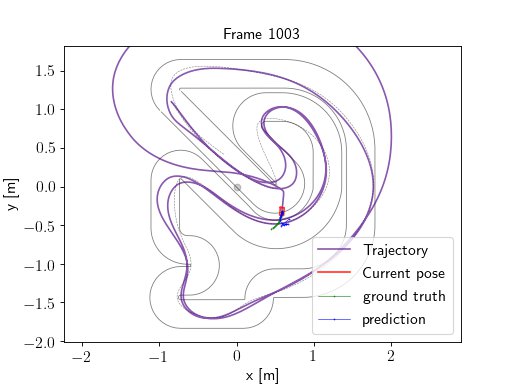 Frame 1003
1.5
1.0
0.5
0.0
−0.5
−1.0
−1.5
−2.0
y [m]
−2
−1
0
1
2
x [m]
Trajectory
Current pose
ground truth
prediction